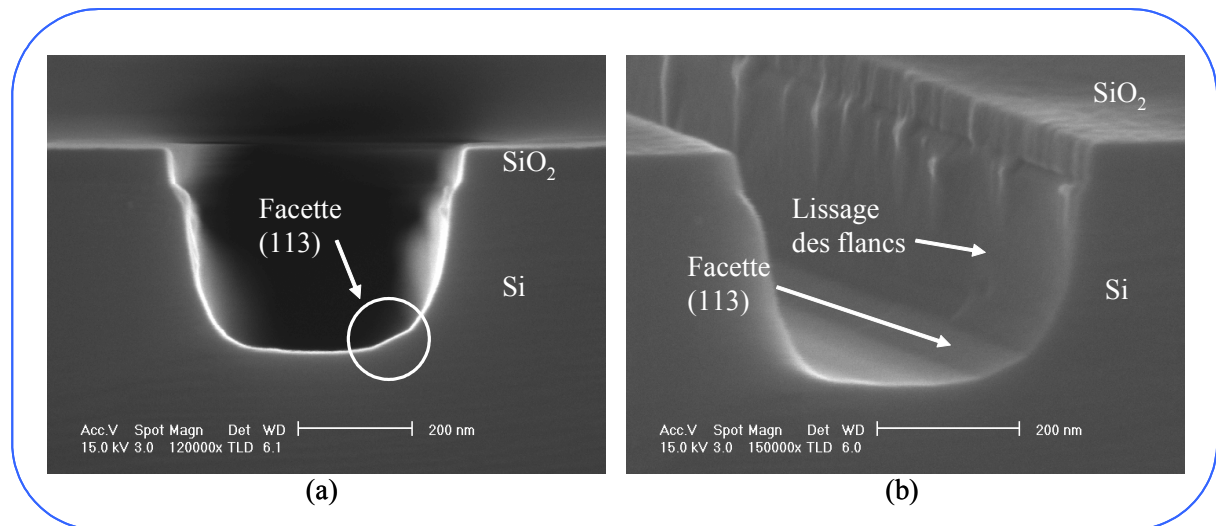 SiO2
Facette
(113)
Si
Acc.V Spot Magn Det WD
15.0 kV 3.0 120000x TLD 6.1
200 nm
(a)
SiO2
Lissage
des flancs
Facette
(113)
Si
Acc.V Spot Magn Det WD
15.0 kV 3.0 150000x TLD 6.0
200 nm
(b)